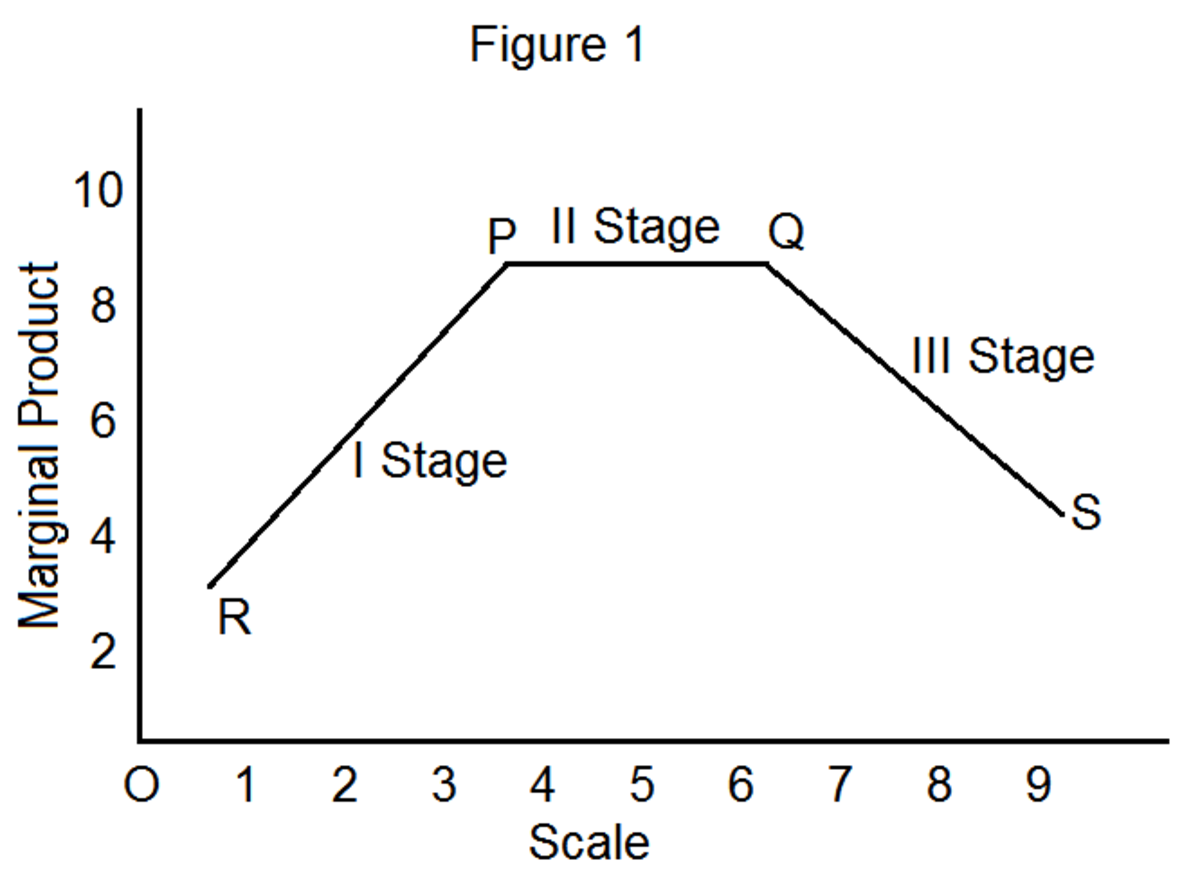 Figure 1
Marginal Product
10
8
6
4
2
P
II Stage
Q
III Stage
I Stage
S
R
O 1 2 3 4 5 6 7 8 9
Scale